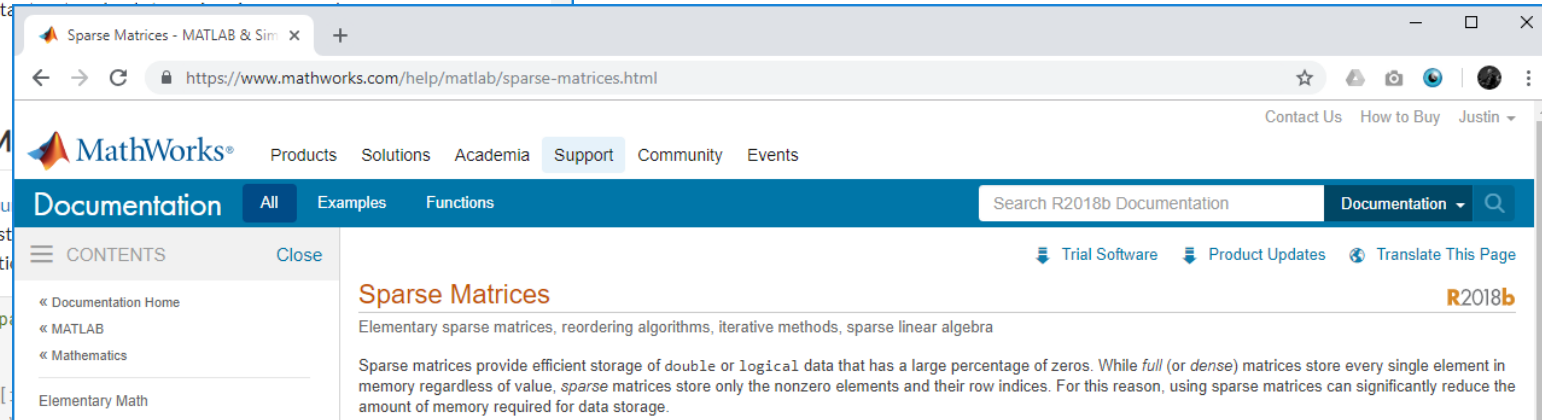 Sparse Matrices - MATLAB & Sim
https://www.mathworks.com/help/matlab/sparse-matrices.html
Contact Us How to Buy Justin
MathWorks® Products Solutions Academia Support Community Events
Documentation All Examples Functions Search R2018b Documentation Documentation
CONTENTS Close Trial Software Product Updates Translate This Page
Sparse Matrices R2018b
« Documentation Home
« MATLAB
« Mathematics
Elementary Math
Elementary sparse matrices, reordering algorithms, iterative methods, sparse linear algebra
Sparse matrices provide efficient storage of double or logical data that has a large percentage of zeros. While full (or dense) matrices store every single element in
memory regardless of value, sparse matrices store only the nonzero elements and their row indices. For this reason, using sparse matrices can significantly reduce the
amount of memory required for data storage.